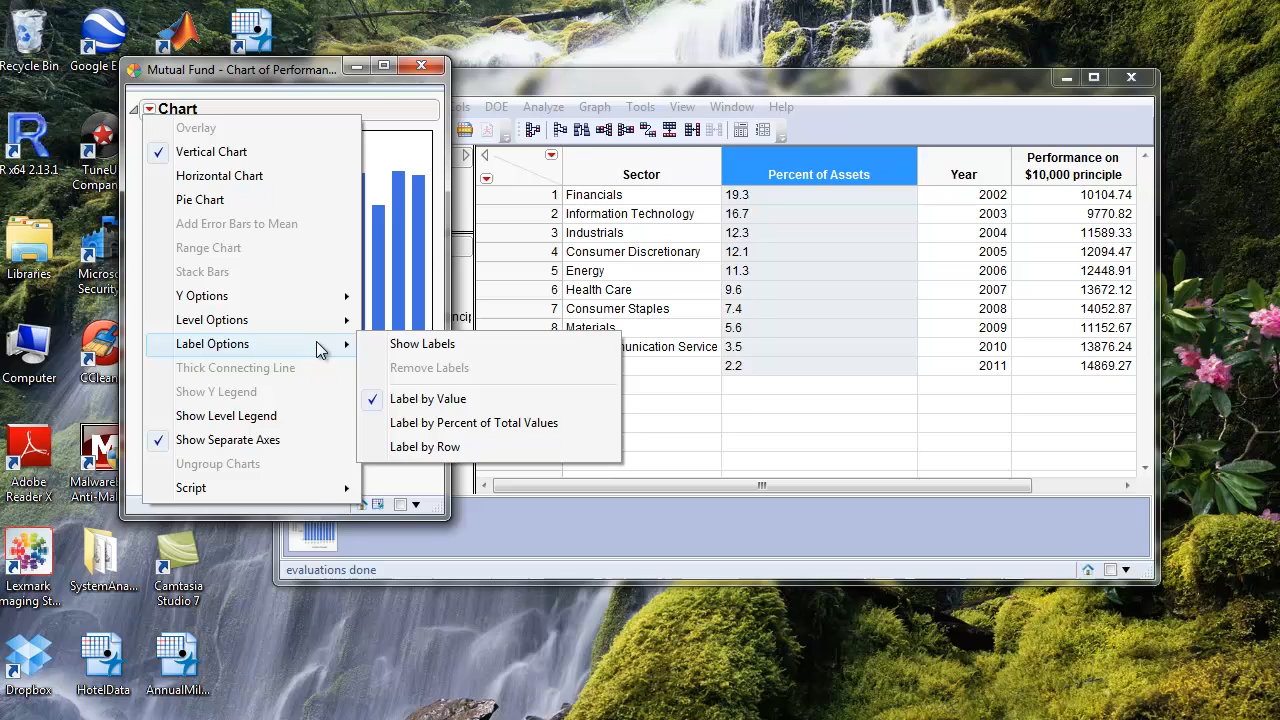 Recycle Bin
Google E
Mutual Fund - Chart of Performan...
Chart
Overlay
Vertical Chart
Horizontal Chart
Pie Chart
Add Error Bars to Mean
Range Chart
Stack Bars
Y Options
Level Options
Label Options
Thick Connecting Line
Show Y Legend
Show Level Legend
Show Separate Axes
Ungroup Charts
Script
Show Labels
Remove Labels
Label by Value
Label by Percent of Total Values
Label by Row
ols DOE Analyze Graph Tools View Window Help
Sector Percent of Assets Year Performance on
$10,000 principle
1 Financials 19.3 2002 10104.74
2 Information Technology 16.7 2003 9770.82
3 Industrials 12.3 2004 11589.33
4 Consumer Discretionary 12.1 2005 12094.47
5 Energy 11.3 2006 12448.91
6 Health Care 9.6 2007 13672.12
7 Consumer Staples 7.4 2008 14052.87
8 Materials 5.6 2009 11152.67
munication Service 3.5 2010 13876.24
2.2 2011 14869.27
incip
evaluations done
R x64 2.13.1
TuneU
Compan
Libraries
Micros
Securi
Computer
CClean
Adobe
Reader X
Malware
Anti-Mal
Lexmark
maging St...
SystemAna...
Camtasia
Studio 7
Dropbox
HotelData
AnnualMil...